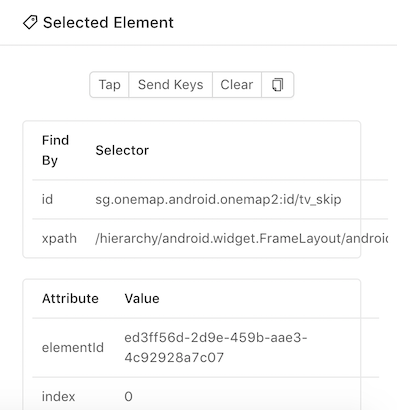 Selected Element
Tap Send Keys Clear
Find By Selector
id sg.onemap.android.onemap2:id/tv_skip
xpath /hierarchy/android.widget.FrameLayout/androic
Attribute Value
elementId ed3ff56d-2d9e-459b-aae3-
4c92928a7c07
index 0